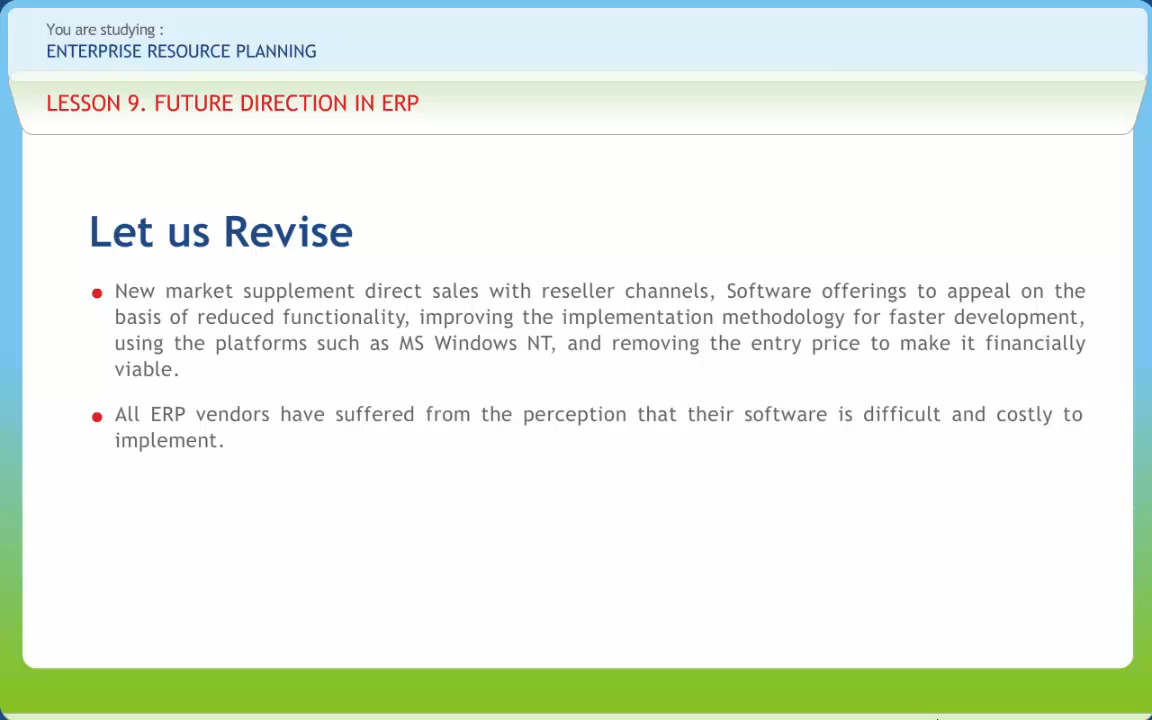 You are studying :
ENTERPRISE RESOURCE PLANNING
LESSON 9. FUTURE DIRECTION IN ERP
Let us Revise
New market supplement direct sales with reseller channels, Software offerings to appeal on the
basis of reduced functionality, improving the implementation methodology for faster development,
using the platforms such as MS Windows NT, and removing the entry price to make it financially
viable.
All ERP vendors have suffered from the perception that their software is difficult and costly to
implement.